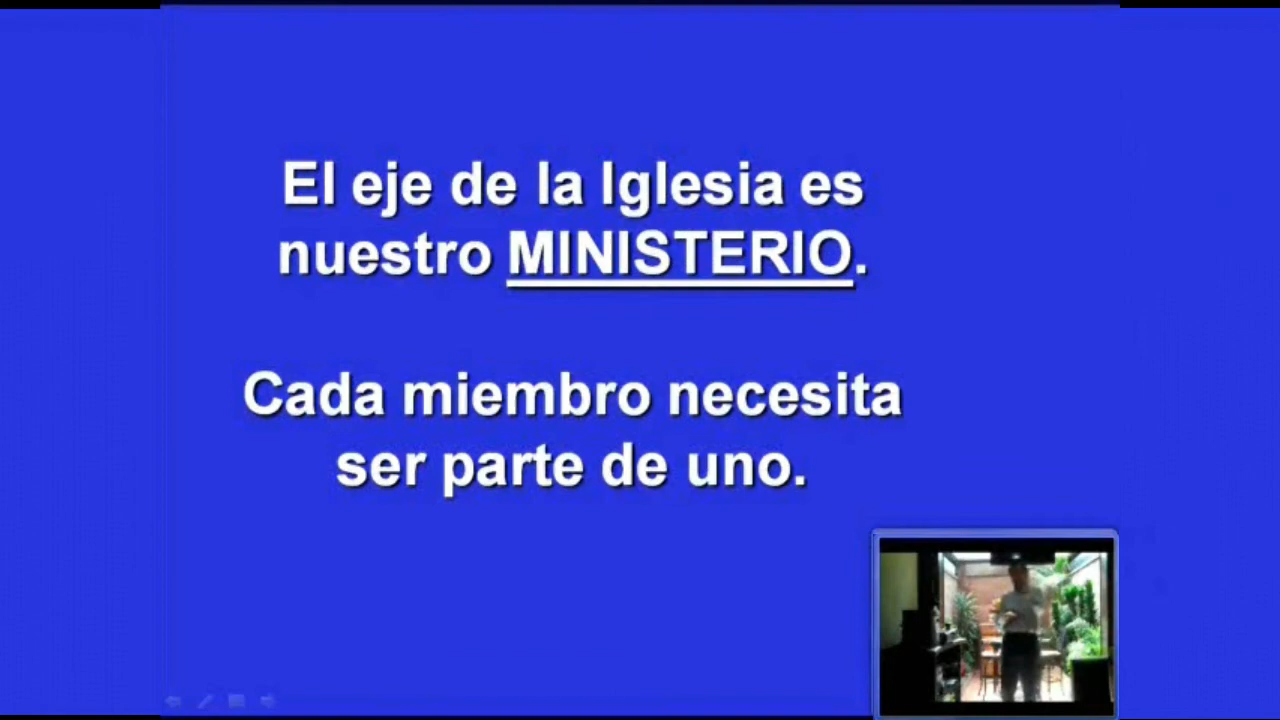 El eje de la Iglesia es
nuestro MINISTERIO.
Cada miembro necesita
ser parte de uno.